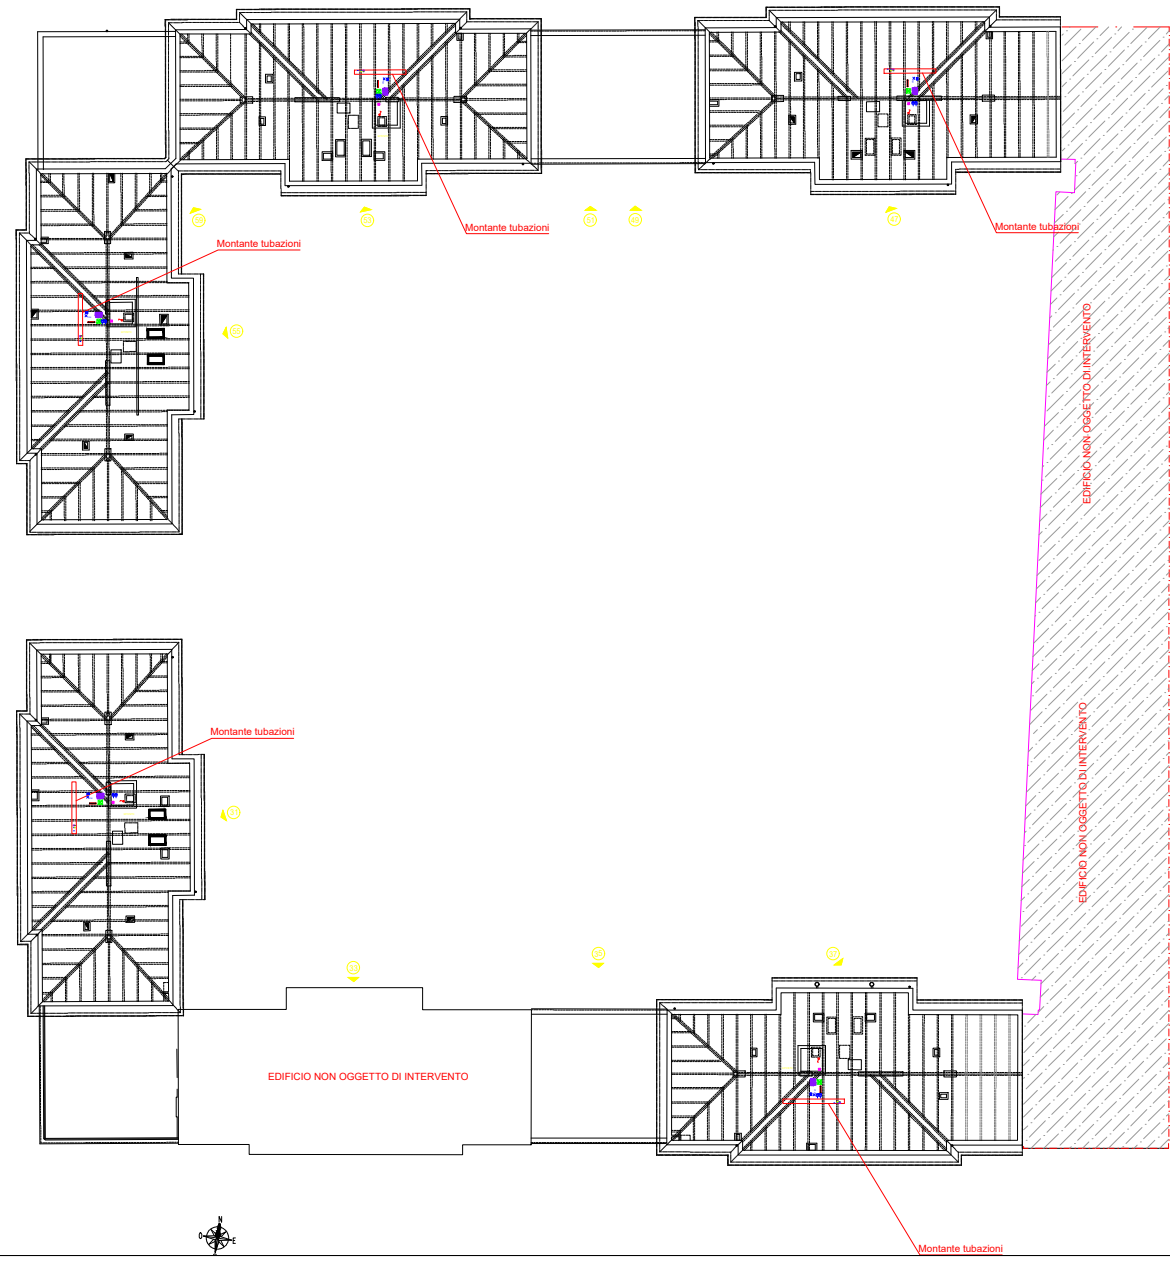 Montante tubazioni
Montante tubazioni
Montante tubazioni
EDIFICIO NON OGGETTO DI INTERVENTO
EDIFICIO NON OGGETTO DI INTERVENTO
Montante tubazioni
EDIFICIO NON OGGETTO DI INTERVENTO
N
O
E
Montante tubazioni